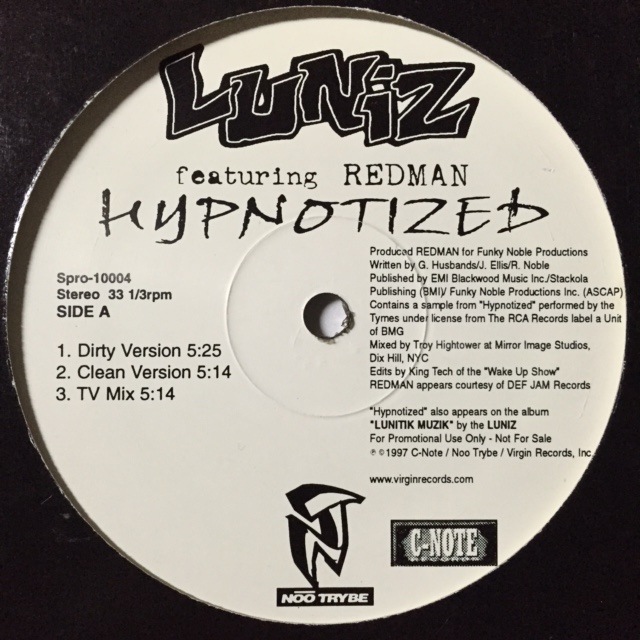 LUNiZ
featuring REDMAN
HYPNOTIZED
Spro-10004
Stereo 33 1/3rpm
SIDE A
1. Dirty Version 5:25
2. Clean Version 5:14
3. TV Mix 5:14
Produced REDMAN for Funky Noble Productions
Written by G. Husbands/J. Ellis/R. Noble
Published by EMI Blackwood Music Inc./Stackola
Publishing (BMI)/ Funky Noble Productions Inc. (ASCAP)
Contains a sample from "Hypnotized" performed by the
Tymes under license from The RCA Records label a Unit
of BMG
Mixed by Troy Hightower at Mirror Image Studios,
Dix Hill, NYC
Edits by King Tech of the "Wake Up Show"
REDMAN appears courtesy of DEF JAM Records
"Hypnotized" also appears on the album
"LUNITIK MUZIK" by the LUNIZ
For Promotional Use Only - Not For Sale
℗ © 1997 C-Note / Noo Trybe / Virgin Records, Inc.
www.virginrecords.com
NT
NOO TRYBE
C-NOTE